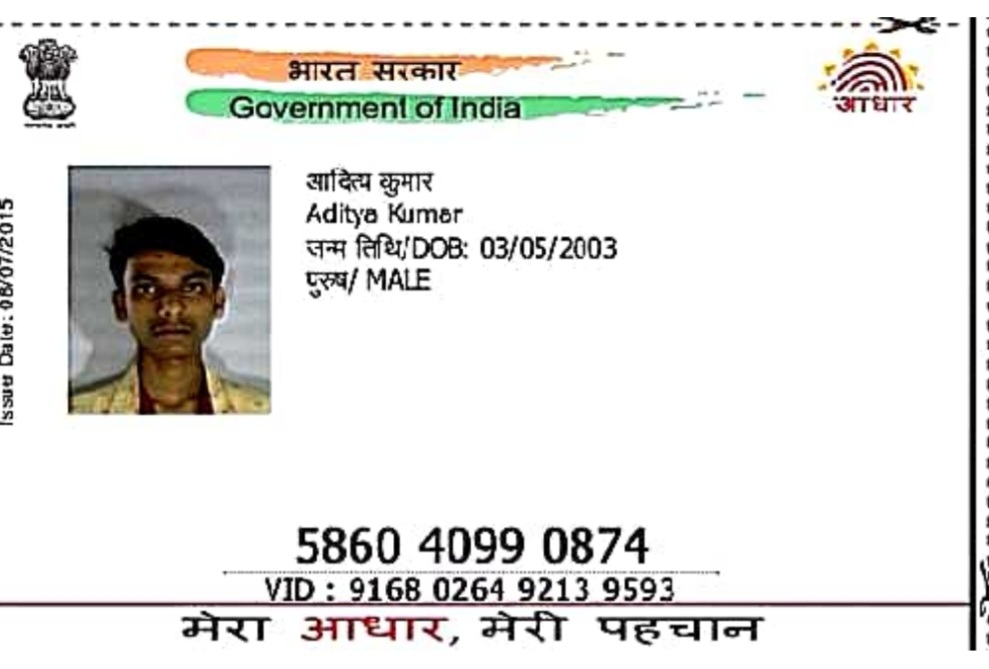 भारत सरकार
Government of India
आधार
Issue Date: 08/07/2015
आदित्य कुमार
Aditya Kumar
जन्म तिथि/DOB: 03/05/2003
पुरुष/ MALE
5860 4099 0874
VID : 9168 0264 9213 9593
मेरा आधार, मेरी पहचान